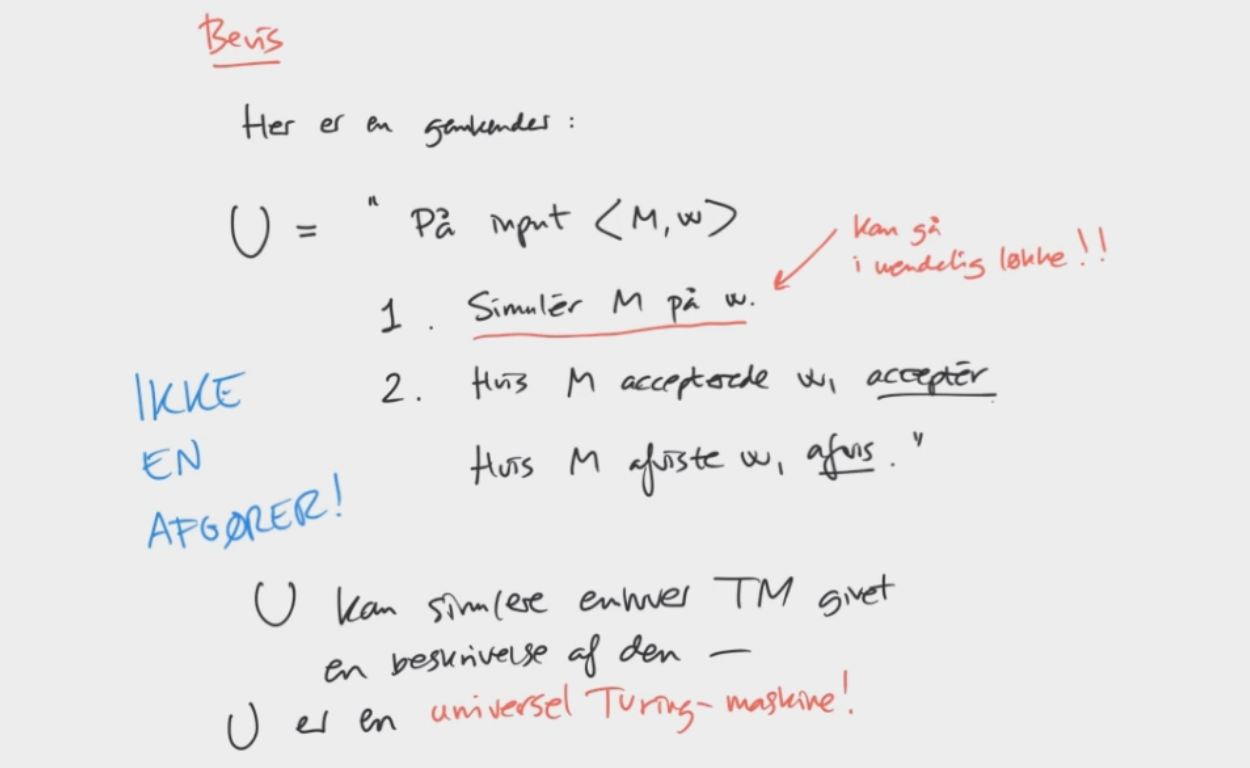 Bevis
Her er en genkender :
U = " På input <M, w>
kan gå
i uendelig løkke!!
1. Simulér M på w.
2. Hvis M accepterede w, acceptér
Hvis M afviste w, afvis."
IKKE
EN
AFGØRER!
U kan simulere enhver TM givet
en beskrivelse af den —
U er en universel Turing-maskine!